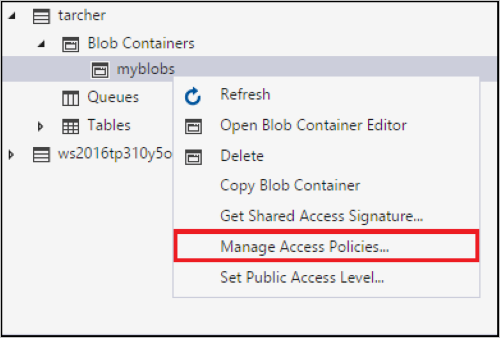 tarcher
Blob Containers
myblobs
Refresh
Open Blob Container Editor
Delete
Copy Blob Container
Get Shared Access Signature...
Manage Access Policies...
Set Public Access Level...
Queues
Tables
ws2016tp310y5o